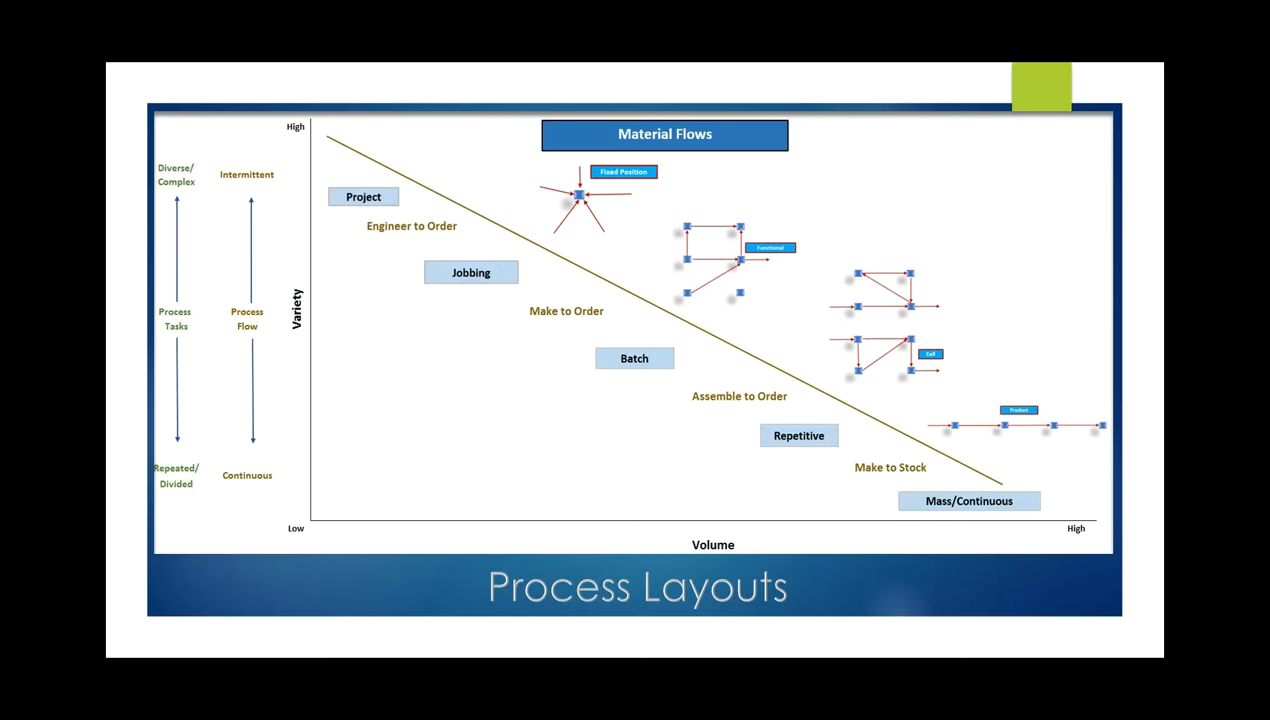 High
Material Flows
Diverse/
Complex
Intermittent
Fixed Position
Project
Engineer to Order
Functional
Jobbing
Variety
Process
Tasks
Process
Flow
Make to Order
Batch
Cell
Assemble to Order
Product
Repetitive
Make to Stock
Repeated/
Divided
Continuous
Mass/Continuous
Low
High
Volume
Process Layouts